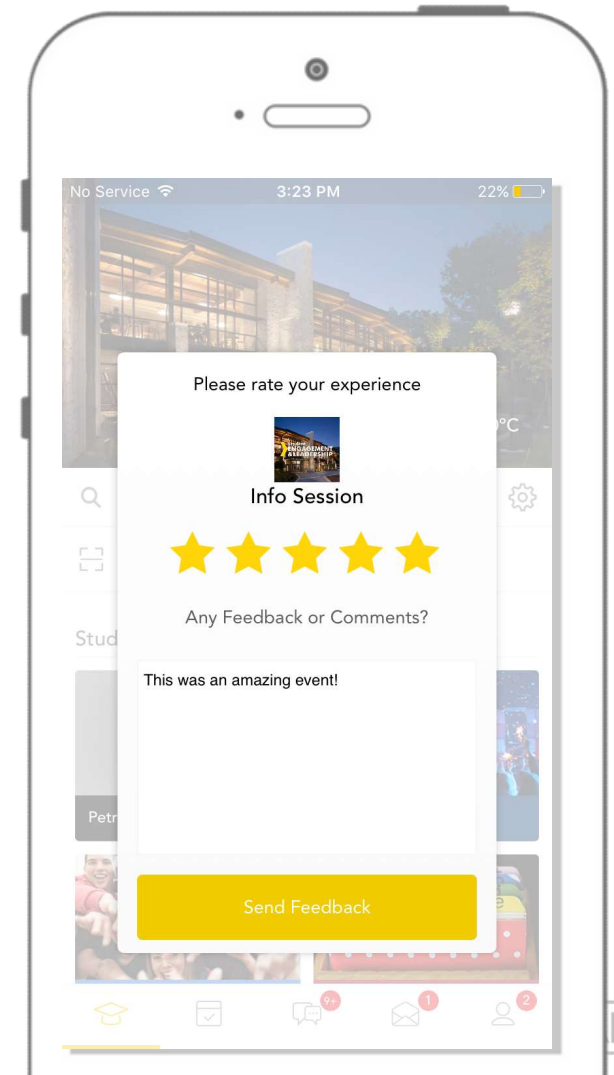 No Service 3:23 PM 22%
Please rate your experience
°C
Student
ENGAGEMENT
&LEADERSHIP
Info Session
Any Feedback or Comments?
Stud
This was an amazing event!
Petr
Send Feedback
9+ 1 2